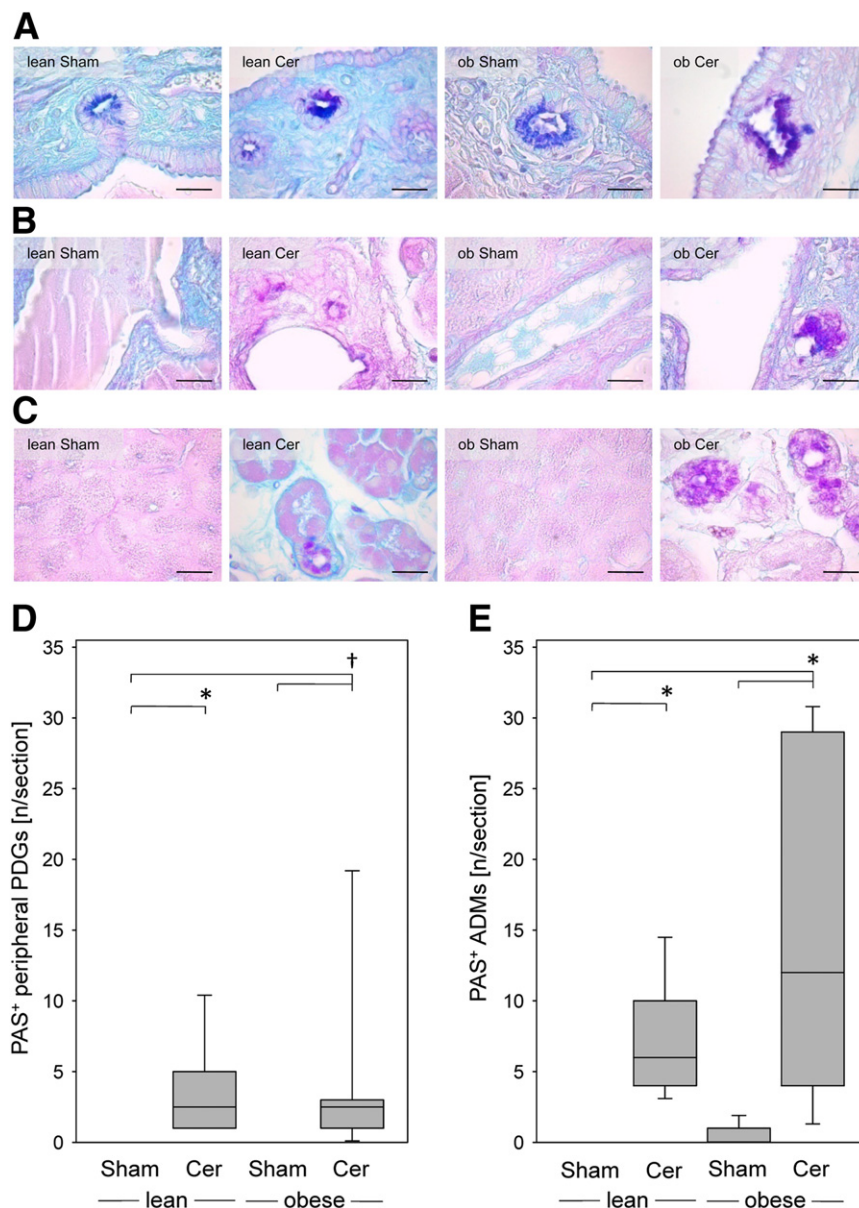 A
lean Sham
lean Cer
ob Sham
ob Cer
B
lean Sham
lean Cer
ob Sham
ob Cer
C
lean Sham
lean Cer
ob Sham
ob Cer
D
PAS⁺ peripheral PDGs [n/section]
35
30
25
20
15
10
5
0
*
†
Sham Cer Sham Cer
lean obese
E
PAS⁺ ADMs [n/section]
35
30
25
20
15
10
5
0
*
*
Sham Cer Sham Cer
lean obese